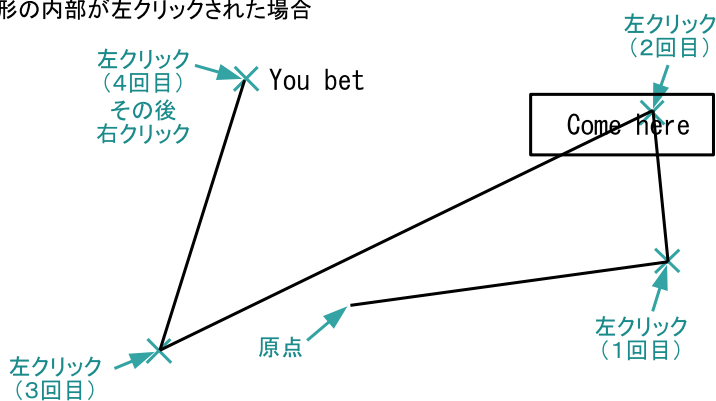 形の内部が左クリックされた場合
左クリック
（2回目）
左クリック
（4回目）
その後
右クリック
You bet
Come here
原点
左クリック
（1回目）
左クリック
（3回目）